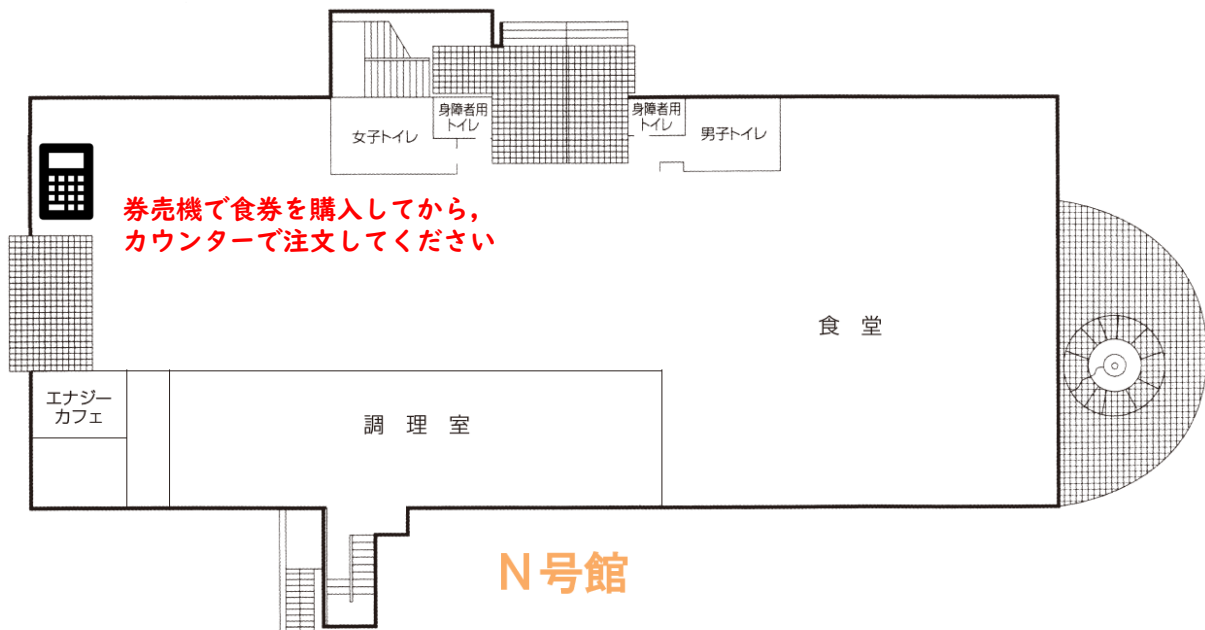 身障者用
トイレ
身障者用
トイレ
女子トイレ
男子トイレ
券売機で食券を購入してから,
カウンターで注文してください
食 堂
エナジー
カフェ
調 理 室
N号館